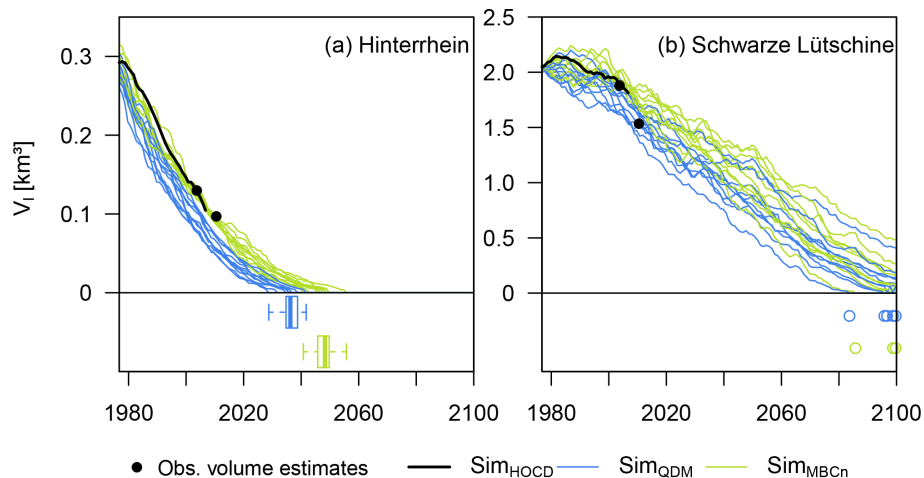 (a) Hinterrhein
(b) Schwarze Lütschine
V_I [km³]
0.3
0.2
0.1
0
2.5
2.0
1.5
1.0
0.5
0
1980 2020 2060 2100
1980 2020 2060 2100
Obs. volume estimates Sim_HOCD Sim_QDM Sim_MBCn